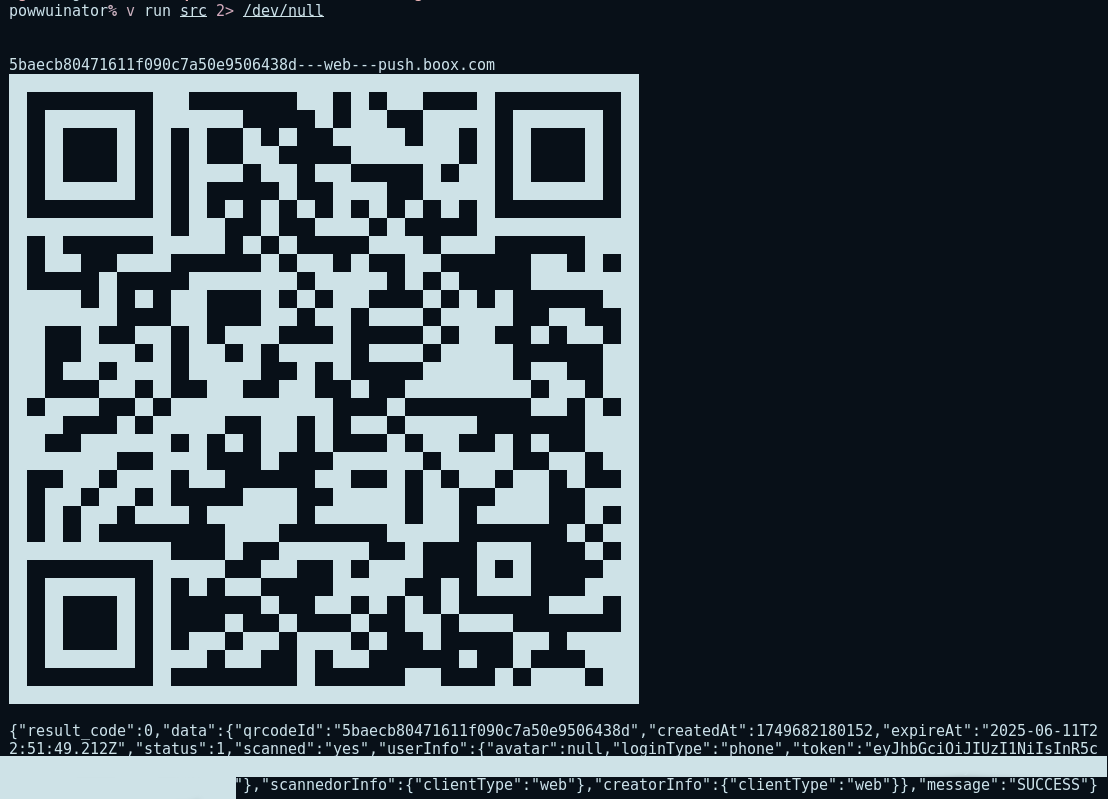 powwuinator% v run src 2> /dev/null
5baecb80471611f090c7a50e9506438d---web---push.boox.com
{"result_code":0,"data":{"qrcodeId":"5baecb80471611f090c7a50e9506438d","createdAt":1749682180152,"expireAt":"2025-06-11T2
2:51:49.212Z","status":1,"scanned":"yes","userInfo":{"avatar":null,"loginType":"phone","token":"eyJhbGciOiJIUzI1NiIsInR5c
"},"scannedorInfo":{"clientType":"web"},"creatorInfo":{"clientType":"web"}},"message":"SUCCESS"}